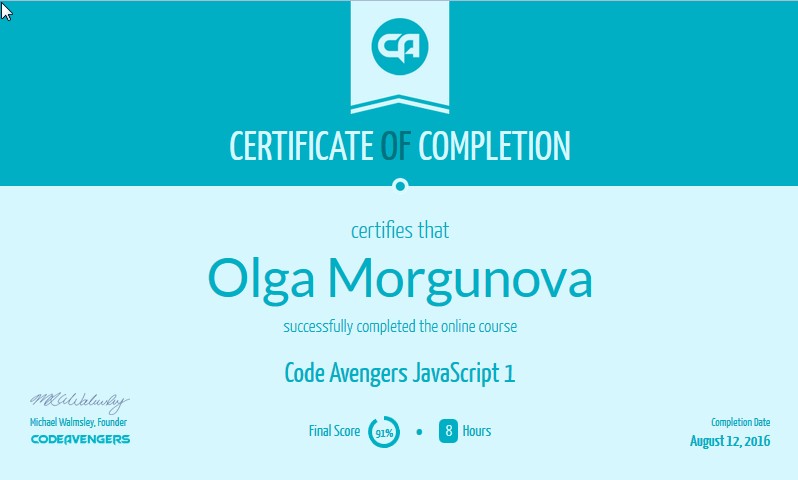 CA
CERTIFICATE OF COMPLETION
certifies that
Olga Morgunova
successfully completed the online course
Code Avengers JavaScript 1
Michael Walmsley, Founder
CODEAVENGERS
Final Score 91% • 8 Hours
Completion Date
August 12, 2016